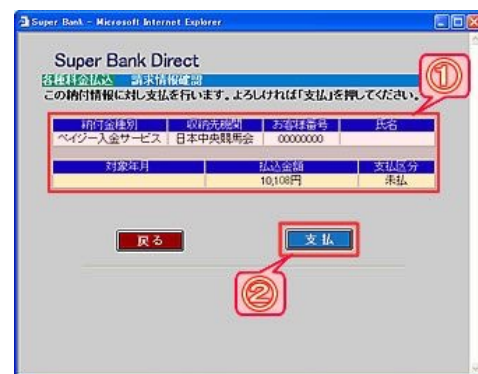 Super Bank - Microsoft Internet Explorer
Super Bank Direct
各種料金払込 請求情報確認
この納付情報に対し支払を行います。よろしければ「支払」を押してください。
①
納付金種別 収納先機関 お客様番号 氏名
ペイジー入金サービス 日本中央競馬会 00000000
対象年月 払込金額 支払区分
10,108円 未払
戻る 支払
②